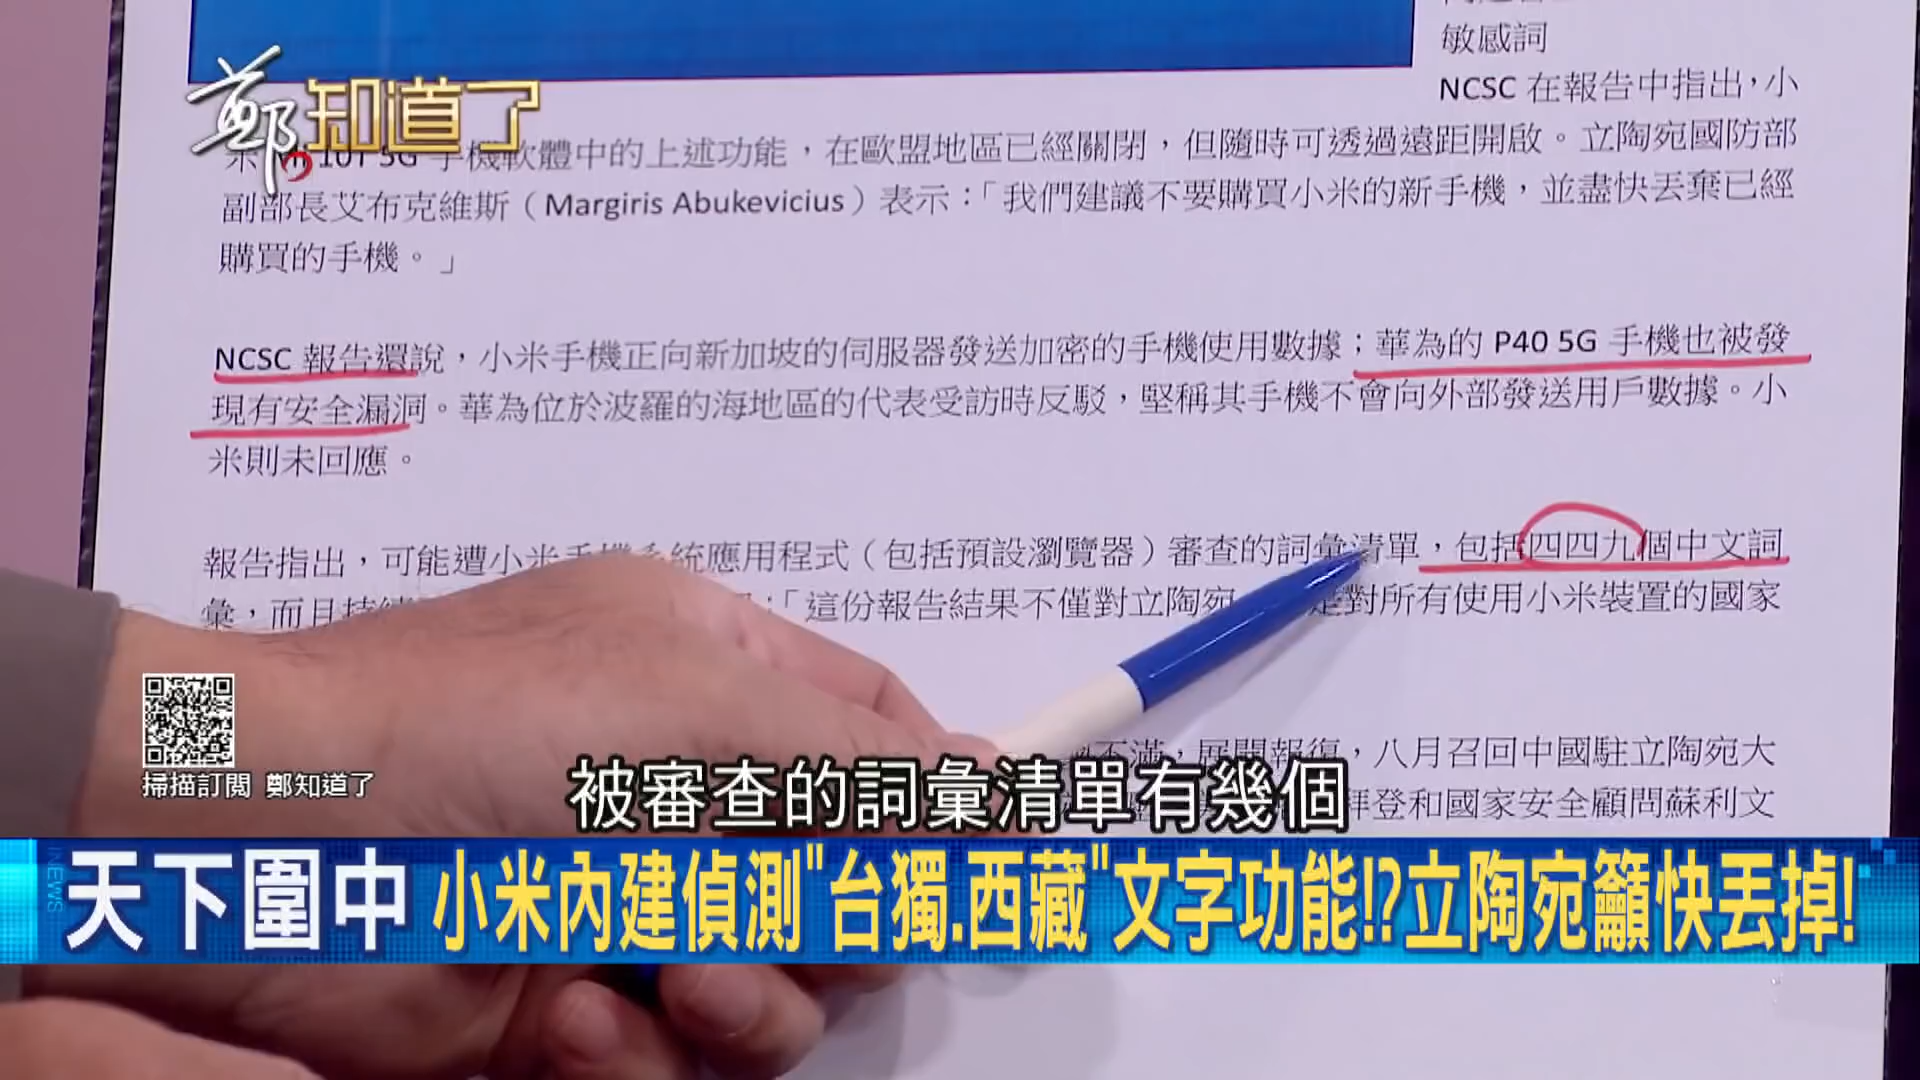 敏感詞
NCSC 在報告中指出，小
鄭知道了
米 Mi 10T 5G 手機軟體中的上述功能，在歐盟地區已經關閉，但隨時可透過遠距開啟。立陶宛國防部
副部長艾布克維斯（Margiris Abukevicius）表示：「我們建議不要購買小米的新手機，並盡快丟棄已經
購買的手機。」
NCSC 報告還說，小米手機正向新加坡的伺服器發送加密的手機使用數據；華為的 P40 5G 手機也被發
現有安全漏洞。華為位於波羅的海地區的代表受訪時反駁，堅稱其手機不會向外部發送用戶數據。小
米則未回應。
報告指出，可能遭小米手機系統應用程式（包括預設瀏覽器）審查的詞彙清單，包括四四九個中文詞
彙，而且持續 ：「這份報告結果不僅對立陶宛 是對所有使用小米裝置的國家
不滿，展開報復，八月召回中國駐立陶宛大
拜登和國家安全顧問蘇利文
掃描訂閱 鄭知道了
被審查的詞彙清單有幾個
INEWS
天下圍中 小米內建偵測"台獨.西藏"文字功能!?立陶宛籲快丟掉!